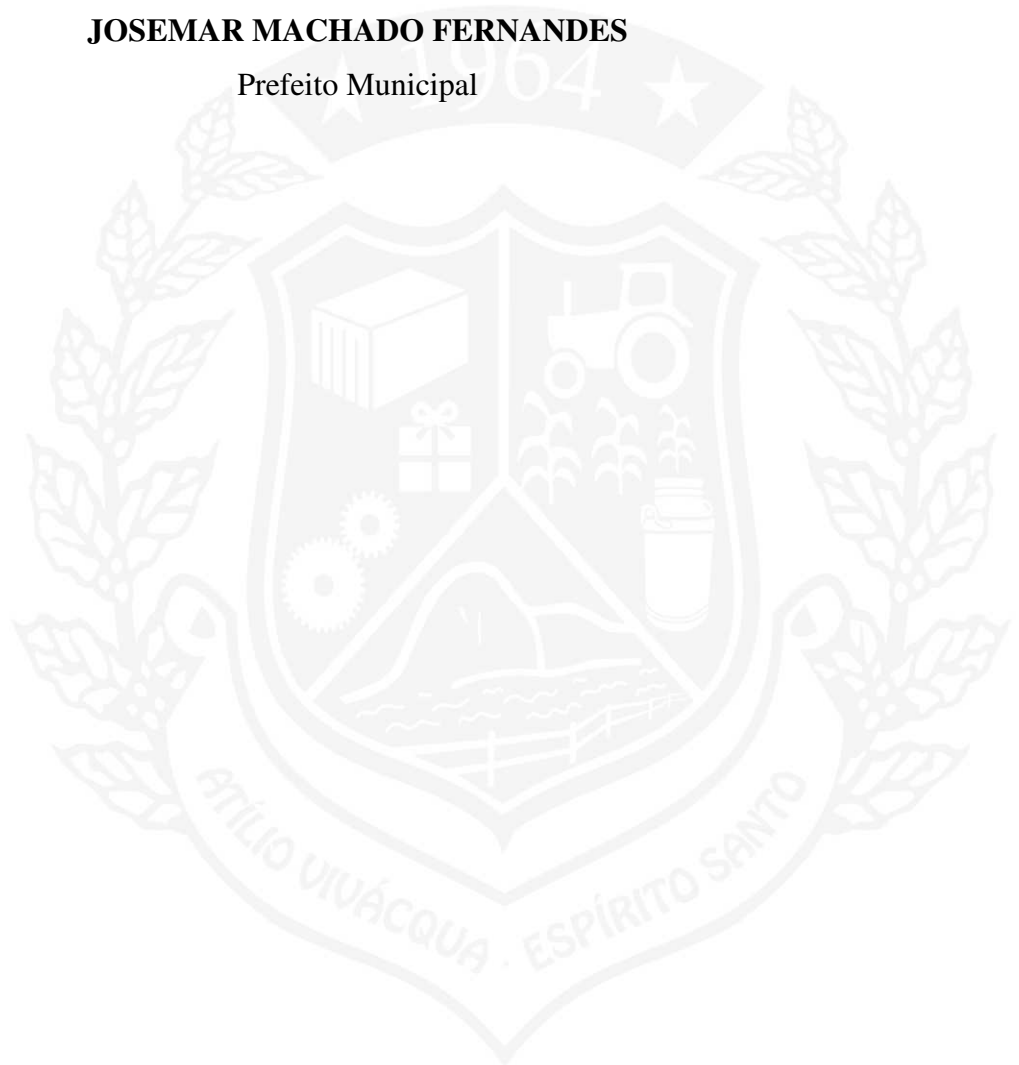 JOSEMAR MACHADO FERNANDES
Prefeito Municipal
1964
ATÍLIO VIVÁCQUA . ESPÍRITO SANTO